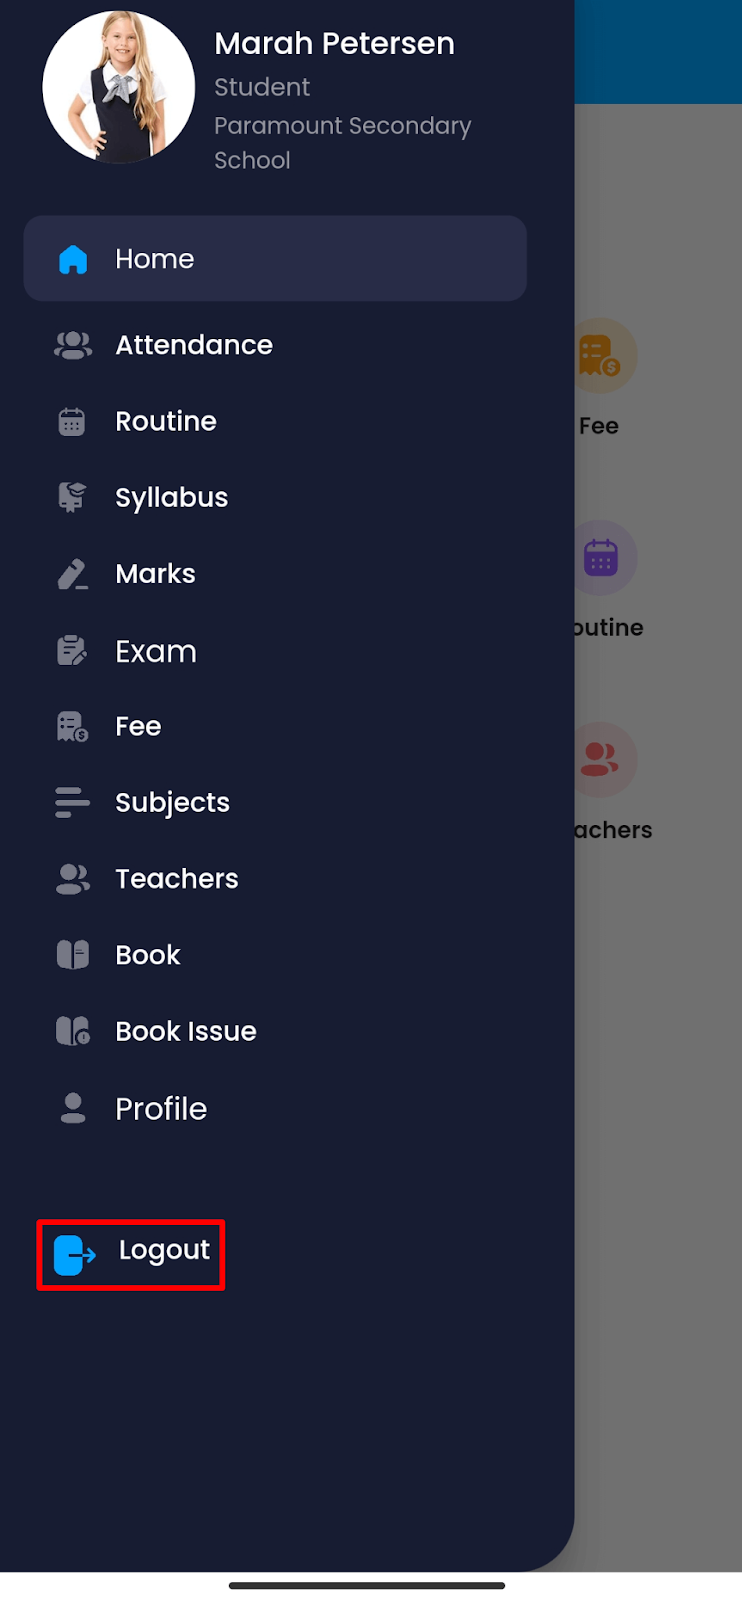 Marah Petersen
Student
Paramount Secondary
School
Home
Attendance
Routine
Syllabus
Marks
Exam
Fee
Subjects
Teachers
Book
Book Issue
Profile
Logout
Fee
outine
achers